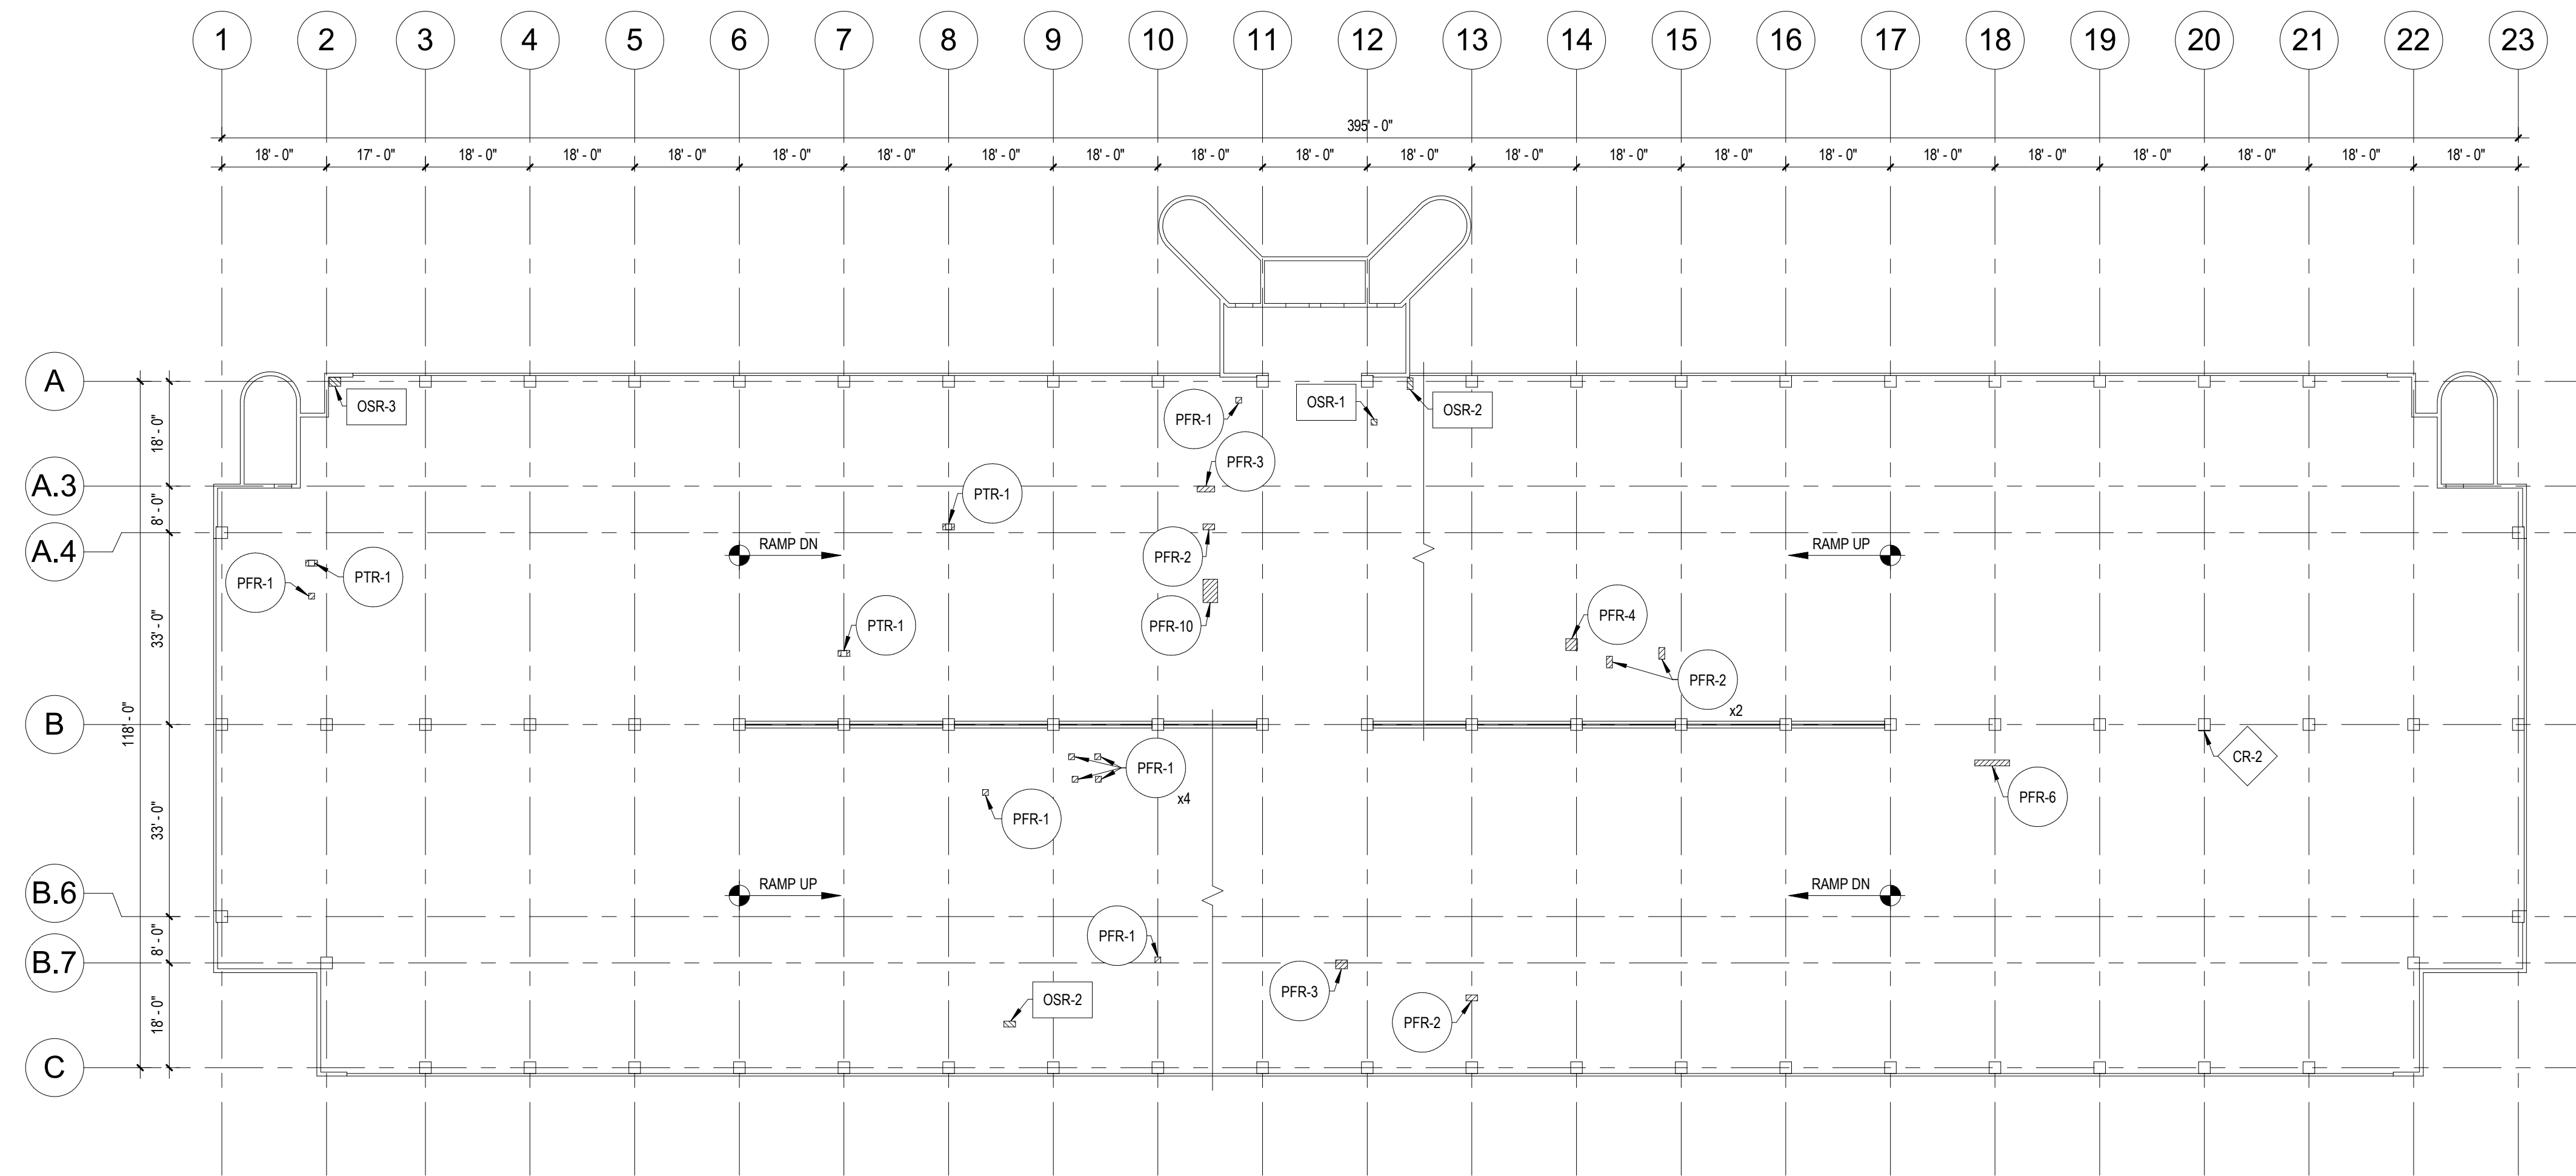 1 2 3 4 5 6 7 8 9 10 11 12 13 14 15 16 17 18 19 20 21 22 23
395' - 0"
18' - 0" 17' - 0" 18' - 0" 18' - 0" 18' - 0" 18' - 0" 18' - 0" 18' - 0" 18' - 0" 18' - 0" 18' - 0" 18' - 0" 18' - 0" 18' - 0" 18' - 0" 18' - 0" 18' - 0" 18' - 0" 18' - 0" 18' - 0" 18' - 0" 18' - 0"
A
OSR-3
OSR-1
OSR-2
PFR-1
18' - 0"
PFR-3
A.3
PTR-1
8' - 0"
A.4
RAMP DN
PFR-2
RAMP UP
PFR-1
PTR-1
33' - 0"
PTR-1
PFR-10
PFR-4
PFR-2
x2
B
118' - 0"
CR-2
PFR-1
x4
PFR-6
PFR-1
33' - 0"
B.6
RAMP UP
RAMP DN
8' - 0"
PFR-1
B.7
PFR-3
OSR-2
18' - 0"
PFR-2
C